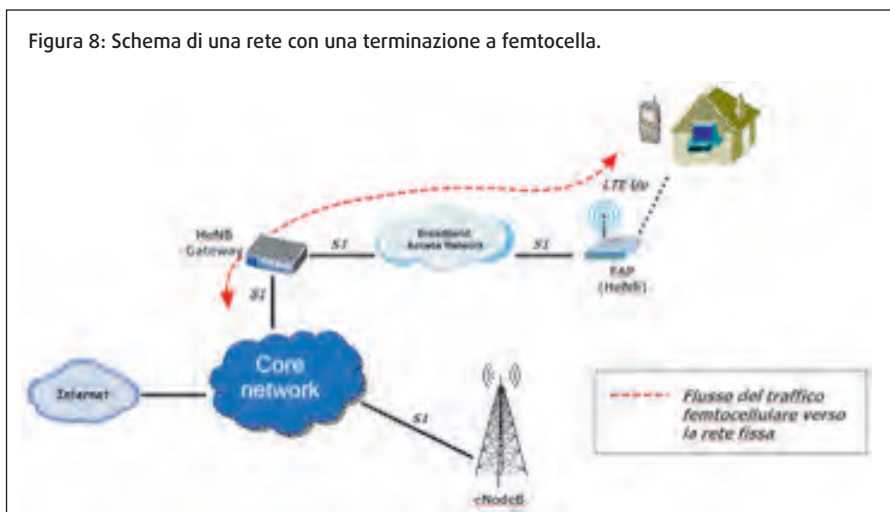 Figura 8: Schema di una rete con una terminazione a femtocella.
LTE Uu
HeNB
Gateway
S1
Broadband
Access Network
S1
FAP
(HeNB)
S1
Core
network
Internet
S1
eNodeB
Flusso del traffico
femtocellulare verso
la rete fissa